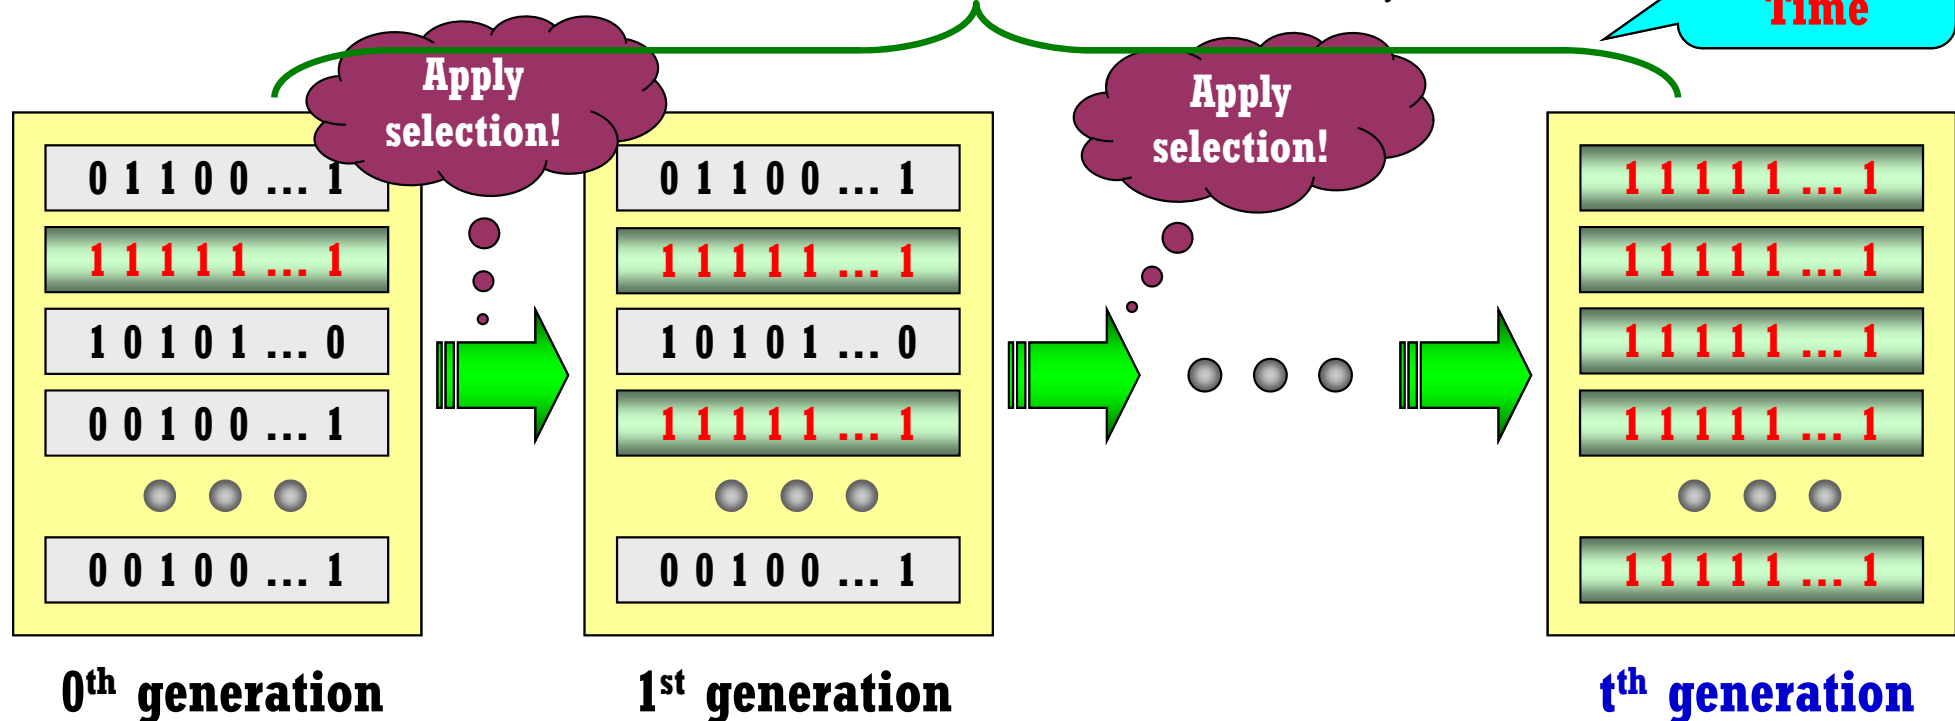 Time
Apply
selection!
Apply
selection!
0 1 1 0 0 ... 1
1 1 1 1 1 ... 1
1 0 1 0 1 ... 0
0 0 1 0 0 ... 1
0 0 1 0 0 ... 1
0th generation
0 1 1 0 0 ... 1
1 1 1 1 1 ... 1
1 0 1 0 1 ... 0
1 1 1 1 1 ... 1
0 0 1 0 0 ... 1
1st generation
1 1 1 1 1 ... 1
1 1 1 1 1 ... 1
1 1 1 1 1 ... 1
1 1 1 1 1 ... 1
1 1 1 1 1 ... 1
tth generation